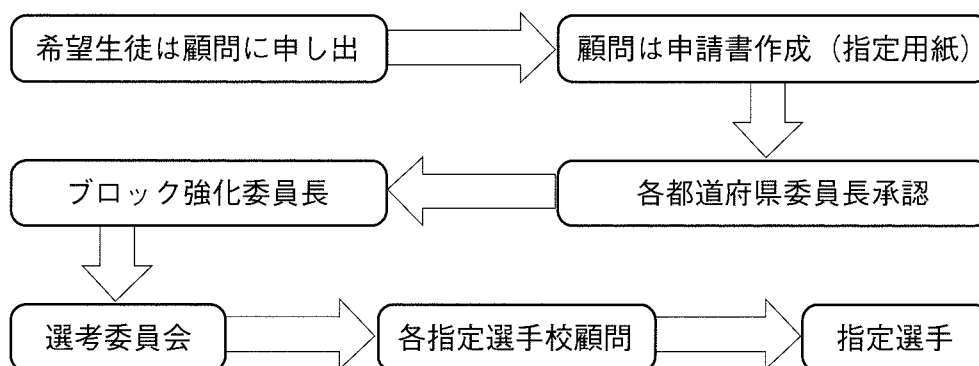 希望生徒は顧問に申し出
顧問は申請書作成（指定用紙）
各都道府県委員長承認
ブロック強化委員長
選考委員会
各指定選手校顧問
指定選手